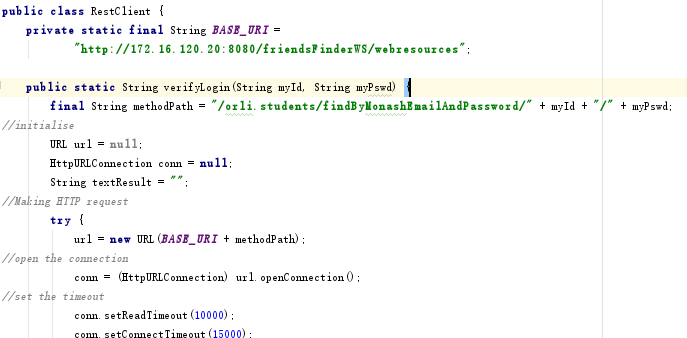 public class RestClient {
private static final String BASE_URI =
"http://172.16.120.20:8080/friendsFinderWS/webresources";
public static String verifyLogin(String myId, String myPswd) {
final String methodPath = "/orli.students/findByMonashEmailAndPassword/" + myId + "/" + myPswd;
//initialise
URL url = null;
HttpURLConnection conn = null;
String textResult = "";
//Making HTTP request
try {
url = new URL(BASE_URI + methodPath);
//open the connection
conn = (HttpURLConnection) url.openConnection();
//set the timeout
conn.setReadTimeout(10000);
conn.setConnectTimeout(15000);